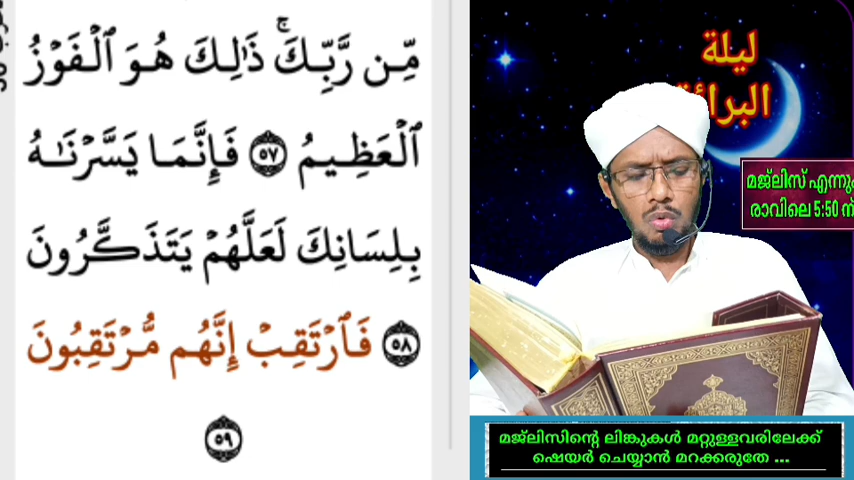 مِّن رَّبِّكَۚ ذَٰلِكَ هُوَ ٱلْفَوْزُ
ٱلْعَظِيمُ ٥٧ فَإِنَّمَا يَسَّرْنَٰهُ
بِلِسَانِكَ لَعَلَّهُمْ يَتَذَكَّرُونَ
٥٨ فَٱرْتَقِبْ إِنَّهُم مُّرْتَقِبُونَ
٥٩
ليلة
البرائة
മജ്‌ലിസ് എന്നും
രാവിലെ 5:50 ന്
മജ്‌ലിസിന്റെ ലിങ്കുകൾ മറ്റുള്ളവരിലേക്ക്
ഷെയർ ചെയ്യാൻ മറക്കരുതേ ...